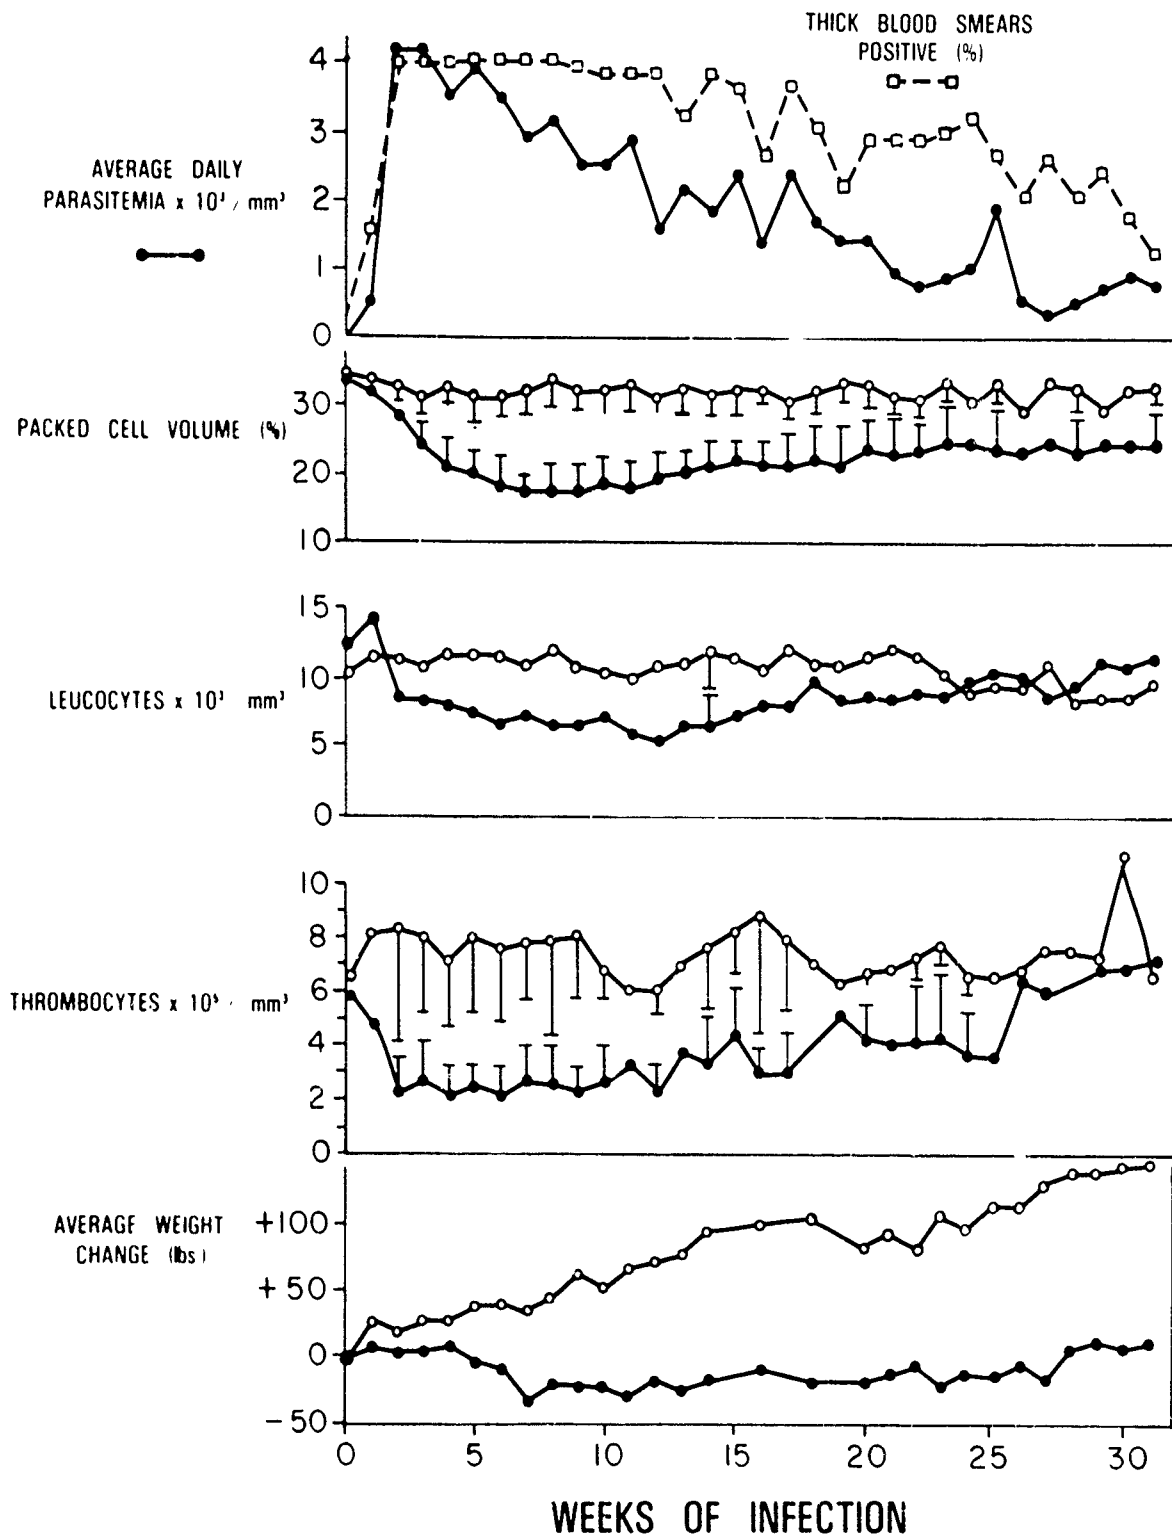 THICK BLOOD SMEARS
POSITIVE (%)
4
3
2
1
0
AVERAGE DAILY
PARASITEMIA x 10³ / mm³
30
20
10
PACKED CELL VOLUME (%)
15
10
5
0
LEUCOCYTES x 10³ mm³
10
8
6
4
2
0
THROMBOCYTES x 10⁵ / mm³
AVERAGE WEIGHT
CHANGE (lbs)
+100
+50
0
-50
0 5 10 15 20 25 30
WEEKS OF INFECTION